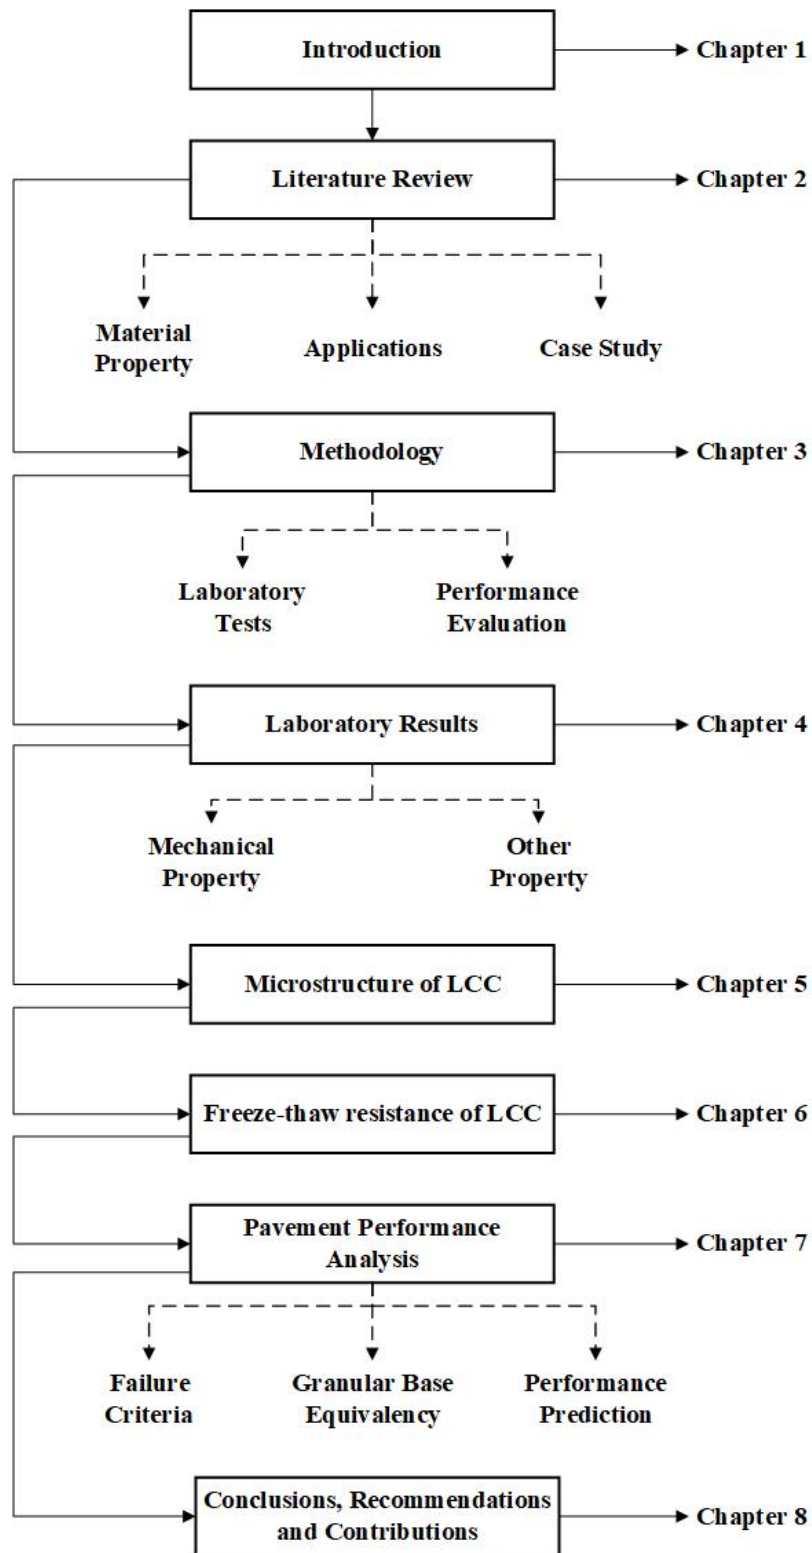 Introduction
Chapter 1
Literature Review
Chapter 2
Material
Property
Applications
Case Study
Methodology
Chapter 3
Laboratory
Tests
Performance
Evaluation
Laboratory Results
Chapter 4
Mechanical
Property
Other
Property
Microstructure of LCC
Chapter 5
Freeze-thaw resistance of LCC
Chapter 6
Pavement Performance
Analysis
Chapter 7
Failure
Criteria
Granular Base
Equivalency
Performance
Prediction
Conclusions, Recommendations
and Contributions
Chapter 8